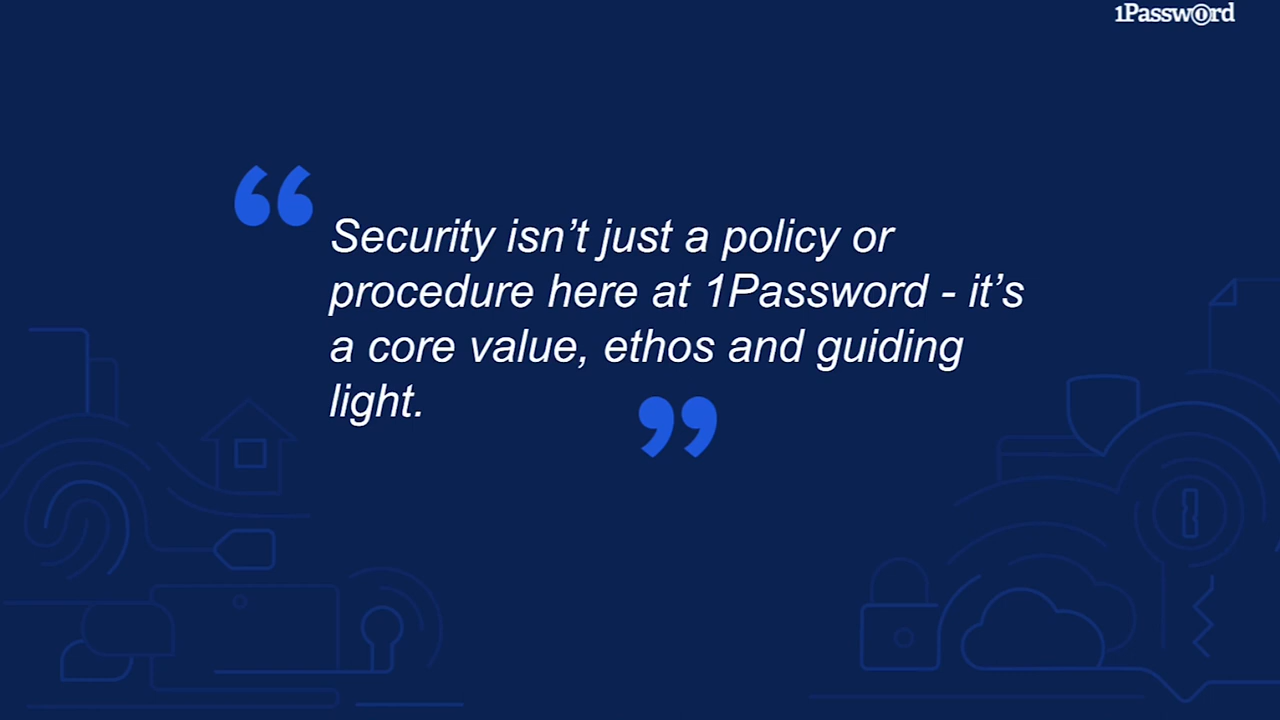 1Password
Security isn’t just a policy or
procedure here at 1Password - it’s
a core value, ethos and guiding
light.